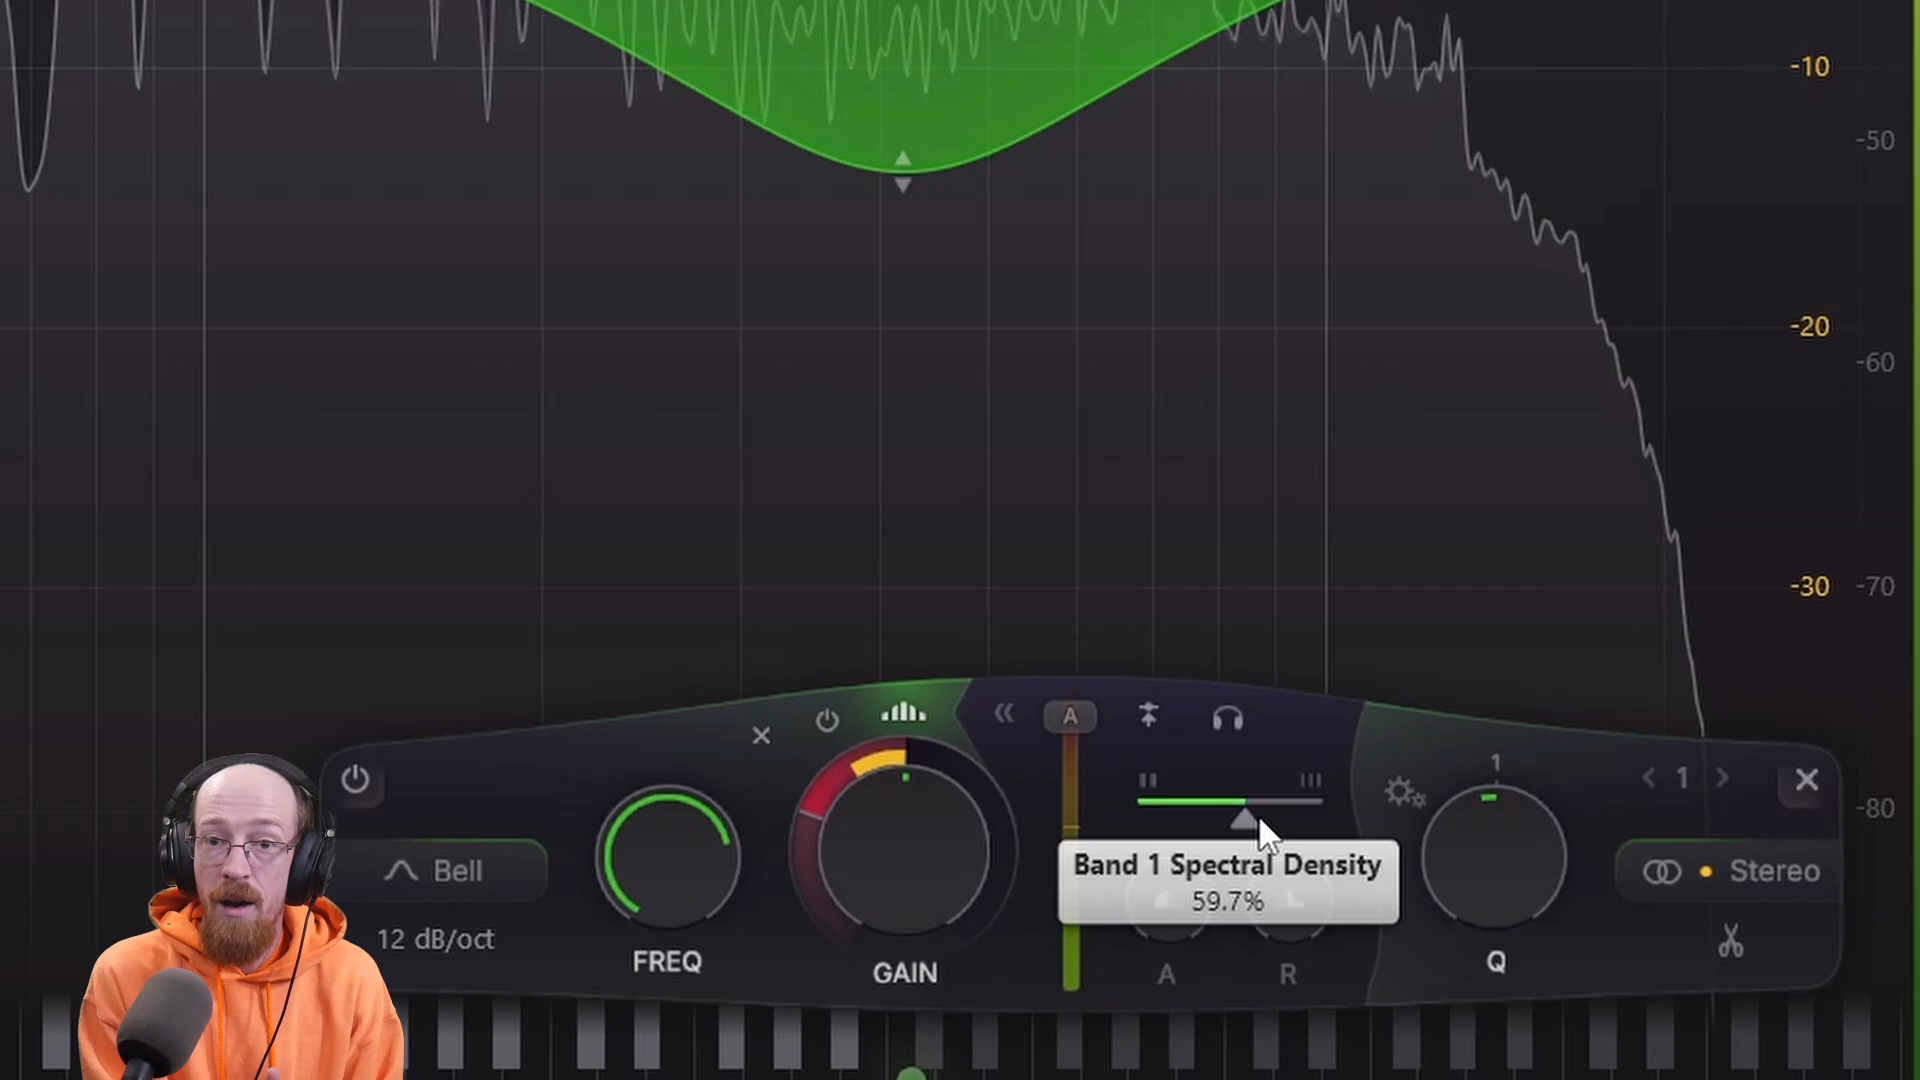 -10
-50
-20
-60
-30
-70
-80
A
1
1
Bell
12 dB/oct
FREQ
GAIN
Band 1 Spectral Density
59.7%
A
R
Q
Stereo